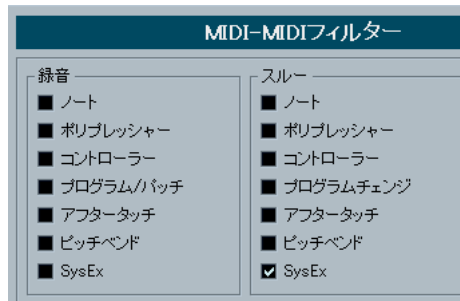 MIDI-MIDIフィルター
録音
ノート
ポリプレッシャー
コントローラー
プログラム/パッチ
アフタータッチ
ピッチベンド
SysEx
スルー
ノート
ポリプレッシャー
コントローラー
プログラムチェンジ
アフタータッチ
ピッチベンド
SysEx